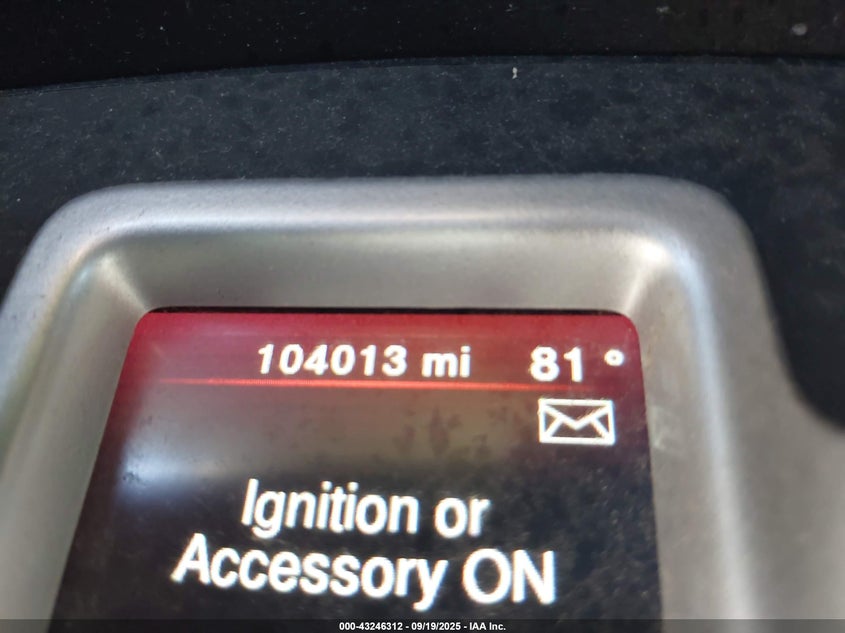 104013 mi 81°
Ignition or
Accessory ON
000-43246312 - 09/19/2025 - IAA Inc.